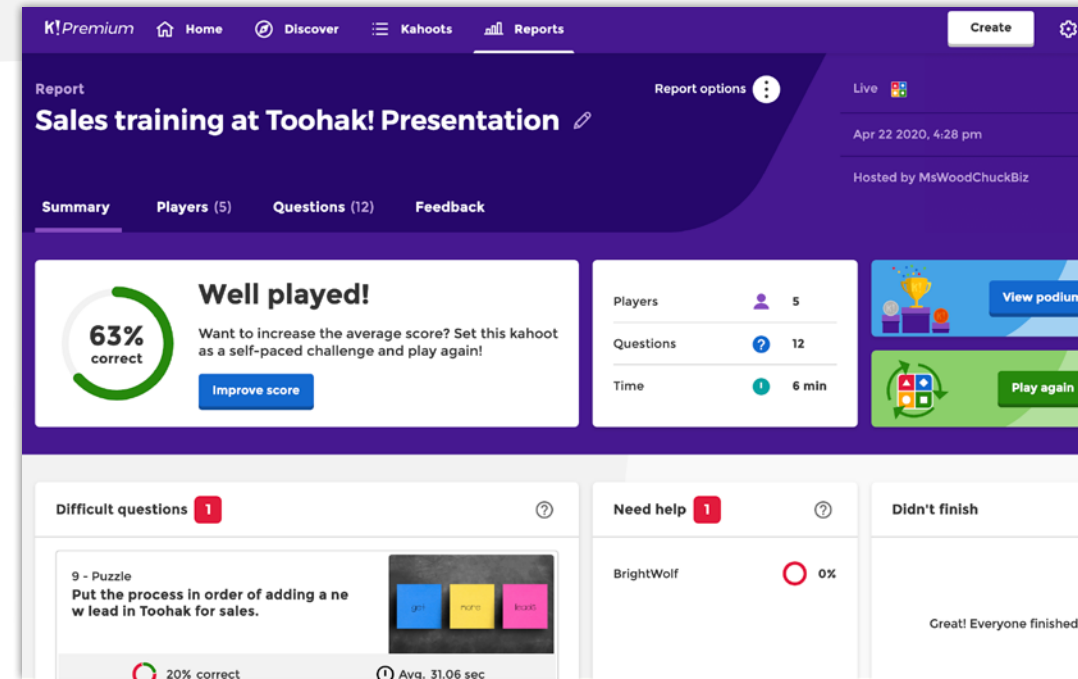 K! Premium Home Discover Kahoots Reports Create
Report
Sales training at Toohak! Presentation
Report options
Live
Apr 22 2020, 4:28 pm
Hosted by MsWoodChuckBiz
Summary Players (5) Questions (12) Feedback
63%
correct
Well played!
Want to increase the average score? Set this kahoot
as a self-paced challenge and play again!
Improve score
Players 5
Questions ? 12
Time 6 min
View podium
Play again
Difficult questions 1 ?
9 - Puzzle
Put the process in order of adding a ne
w lead in Toohak for sales.
get more leads
20% correct Avg. 31.06 sec
Need help 1 ?
BrightWolf 0%
Didn't finish
Great! Everyone finished